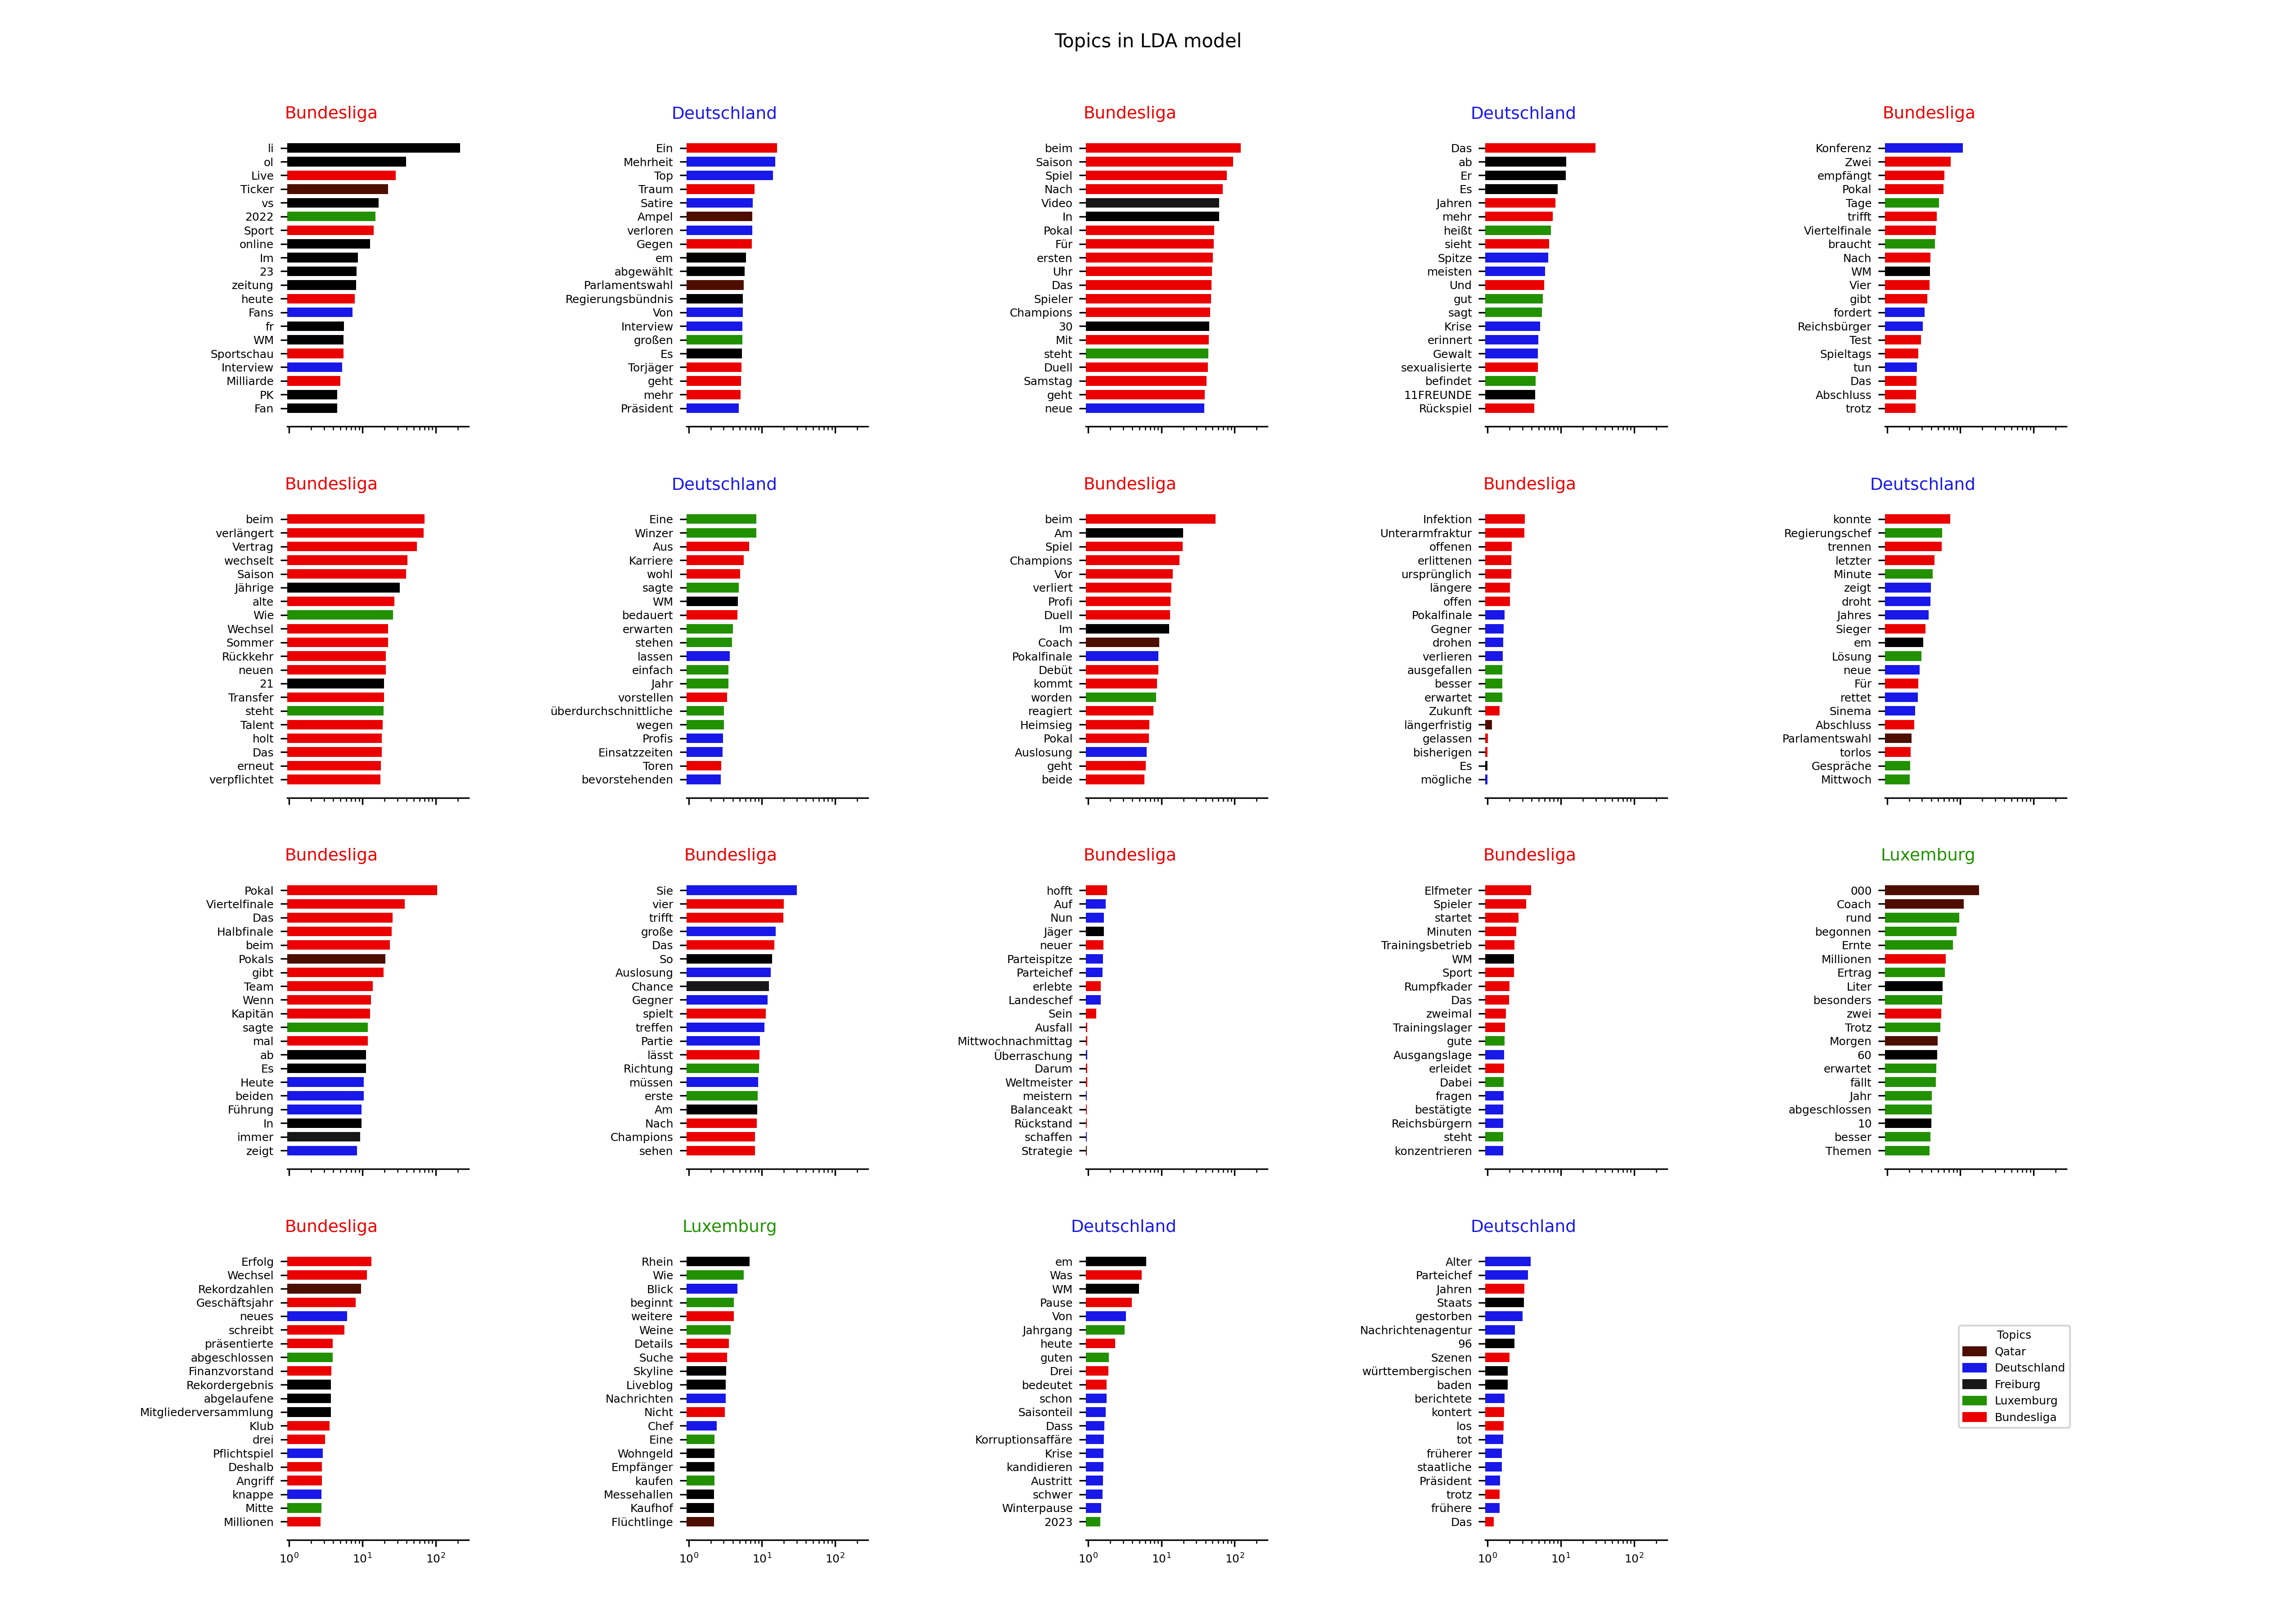 Topics in LDA model
Bundesliga
li
ol
Live
Ticker
vs
2022
Sport
online
Im
23
zeitung
heute
Fans
fr
WM
Sportschau
Interview
Milliarde
PK
Fan
Deutschland
Ein
Mehrheit
Top
Traum
Satire
Ampel
verloren
Gegen
em
abgewählt
Parlamentswahl
Regierungsbündnis
Von
Interview
großen
Es
Torjäger
geht
mehr
Präsident
Bundesliga
beim
Saison
Spiel
Nach
Video
In
Pokal
Für
ersten
Uhr
Das
Spieler
Champions
30
Mit
steht
Duell
Samstag
geht
neue
Deutschland
Das
ab
Er
Es
Jahren
mehr
heißt
sieht
Spitze
meisten
Und
gut
sagt
Krise
erinnert
Gewalt
sexualisierte
befindet
11FREUNDE
Rückspiel
Bundesliga
Konferenz
Zwei
empfängt
Pokal
Tage
trifft
Viertelfinale
braucht
Nach
WM
Vier
gibt
fordert
Reichsbürger
Test
Spieltags
tun
Das
Abschluss
trotz
Bundesliga
beim
verlängert
Vertrag
wechselt
Saison
Jährige
alte
Wie
Wechsel
Sommer
Rückkehr
neuen
21
Transfer
steht
Talent
holt
Das
erneut
verpflichtet
Deutschland
Eine
Winzer
Aus
Karriere
wohl
sagte
WM
bedauert
erwarten
stehen
lassen
einfach
Jahr
vorstellen
überdurchschnittliche
wegen
Profis
Einsatzzeiten
Toren
bevorstehenden
Bundesliga
beim
Am
Spiel
Champions
Vor
verliert
Profi
Duell
Im
Coach
Pokalfinale
Debüt
kommt
worden
reagiert
Heimsieg
Pokal
Auslosung
geht
beide
Bundesliga
Infektion
Unterarmfraktur
offenen
erlittenen
ursprünglich
längere
offen
Pokalfinale
Gegner
drohen
verlieren
ausgefallen
besser
erwartet
Zukunft
längerfristig
gelassen
bisherigen
Es
mögliche
Deutschland
konnte
Regierungschef
trennen
letzter
Minute
zeigt
droht
Jahres
Sieger
em
Lösung
neue
Für
rettet
Sinema
Abschluss
Parlamentswahl
torlos
Gespräche
Mittwoch
Bundesliga
Pokal
Viertelfinale
Das
Halbfinale
beim
Pokals
gibt
Team
Wenn
Kapitän
sagte
mal
ab
Es
Heute
beiden
Führung
In
immer
zeigt
Bundesliga
Sie
vier
trifft
große
Das
So
Auslosung
Chance
Gegner
spielt
treffen
Partie
lässt
Richtung
müssen
erste
Am
Nach
Champions
sehen
Bundesliga
hofft
Auf
Nun
Jäger
neuer
Parteispitze
Parteichef
erlebte
Landeschef
Sein
Ausfall
Mittwochnachmittag
Überraschung
Darum
Weltmeister
meistern
Balanceakt
Rückstand
schaffen
Strategie
Bundesliga
Elfmeter
Spieler
startet
Minuten
Trainingsbetrieb
WM
Sport
Rumpfkader
Das
zweimal
Trainingslager
gute
Ausgangslage
erleidet
Dabei
fragen
bestätigte
Reichsbürgern
steht
konzentrieren
Luxemburg
000
Coach
rund
begonnen
Ernte
Millionen
Ertrag
Liter
besonders
zwei
Trotz
Morgen
60
erwartet
fällt
Jahr
abgeschlossen
10
besser
Themen
Bundesliga
Erfolg
Wechsel
Rekordzahlen
Geschäftsjahr
neues
schreibt
präsentierte
abgeschlossen
Finanzvorstand
Rekordergebnis
abgelaufene
Mitgliederversammlung
Klub
drei
Pflichtspiel
Deshalb
Angriff
knappe
Mitte
Millionen
10⁰ 10¹ 10²
Luxemburg
Rhein
Wie
Blick
beginnt
weitere
Weine
Details
Suche
Skyline
Liveblog
Nachrichten
Nicht
Chef
Eine
Wohngeld
Empfänger
kaufen
Messehallen
Kaufhof
Flüchtlinge
10⁰ 10¹ 10²
Deutschland
em
Was
WM
Pause
Von
Jahrgang
heute
guten
Drei
bedeutet
schon
Saisonteil
Dass
Korruptionsaffäre
Krise
kandidieren
Austritt
schwer
Winterpause
2023
10⁰ 10¹ 10²
Deutschland
Alter
Parteichef
Jahren
Staats
gestorben
Nachrichtenagentur
96
Szenen
württembergischen
baden
berichtete
kontert
los
tot
früherer
staatliche
Präsident
trotz
frühere
Das
10⁰ 10¹ 10²
Topics
Qatar
Deutschland
Freiburg
Luxemburg
Bundesliga